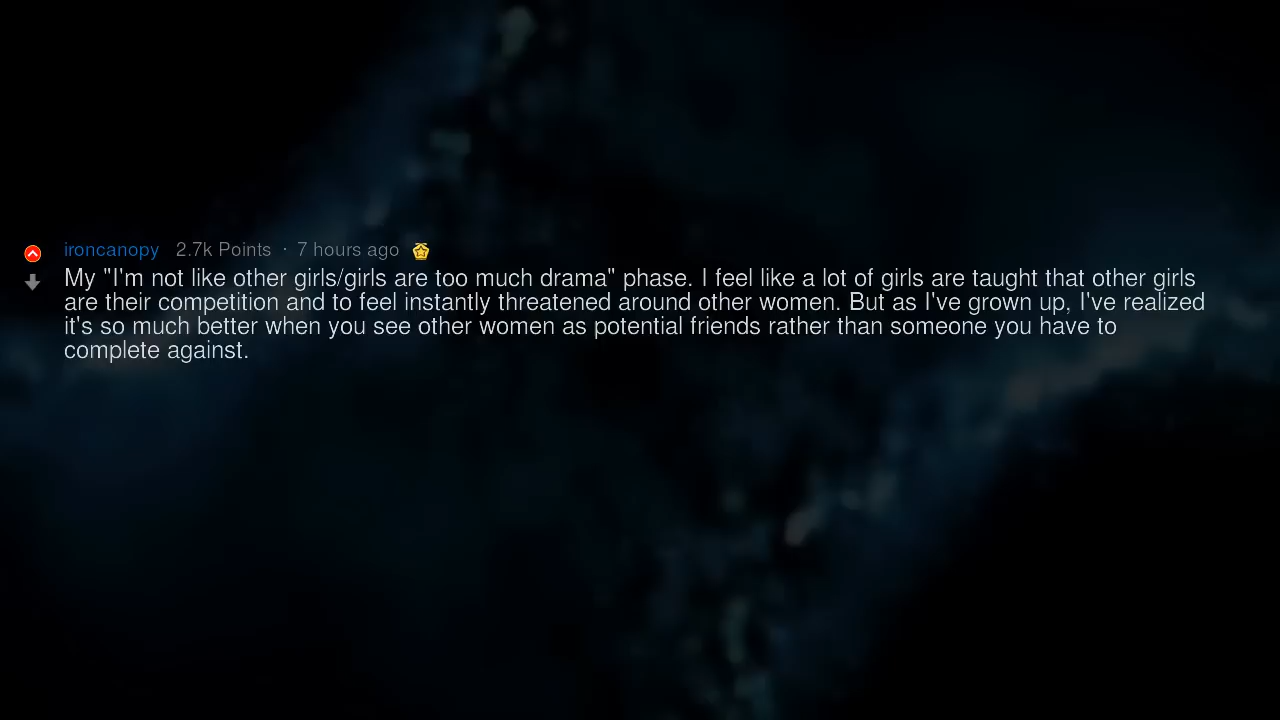 ironcanopy 2.7k Points · 7 hours ago
My "I'm not like other girls/girls are too much drama" phase. I feel like a lot of girls are taught that other girls
are their competition and to feel instantly threatened around other women. But as I've grown up, I've realized
it's so much better when you see other women as potential friends rather than someone you have to
complete against.